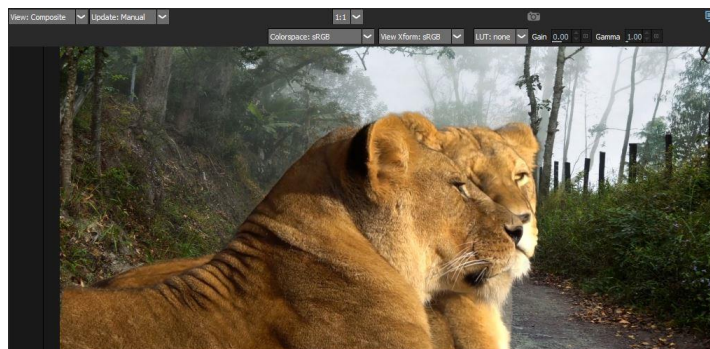 View: Composite Update: Manual 1:1
Colorspace: sRGB View Xform: sRGB LUT: none Gain 0.00 Gamma 1.00